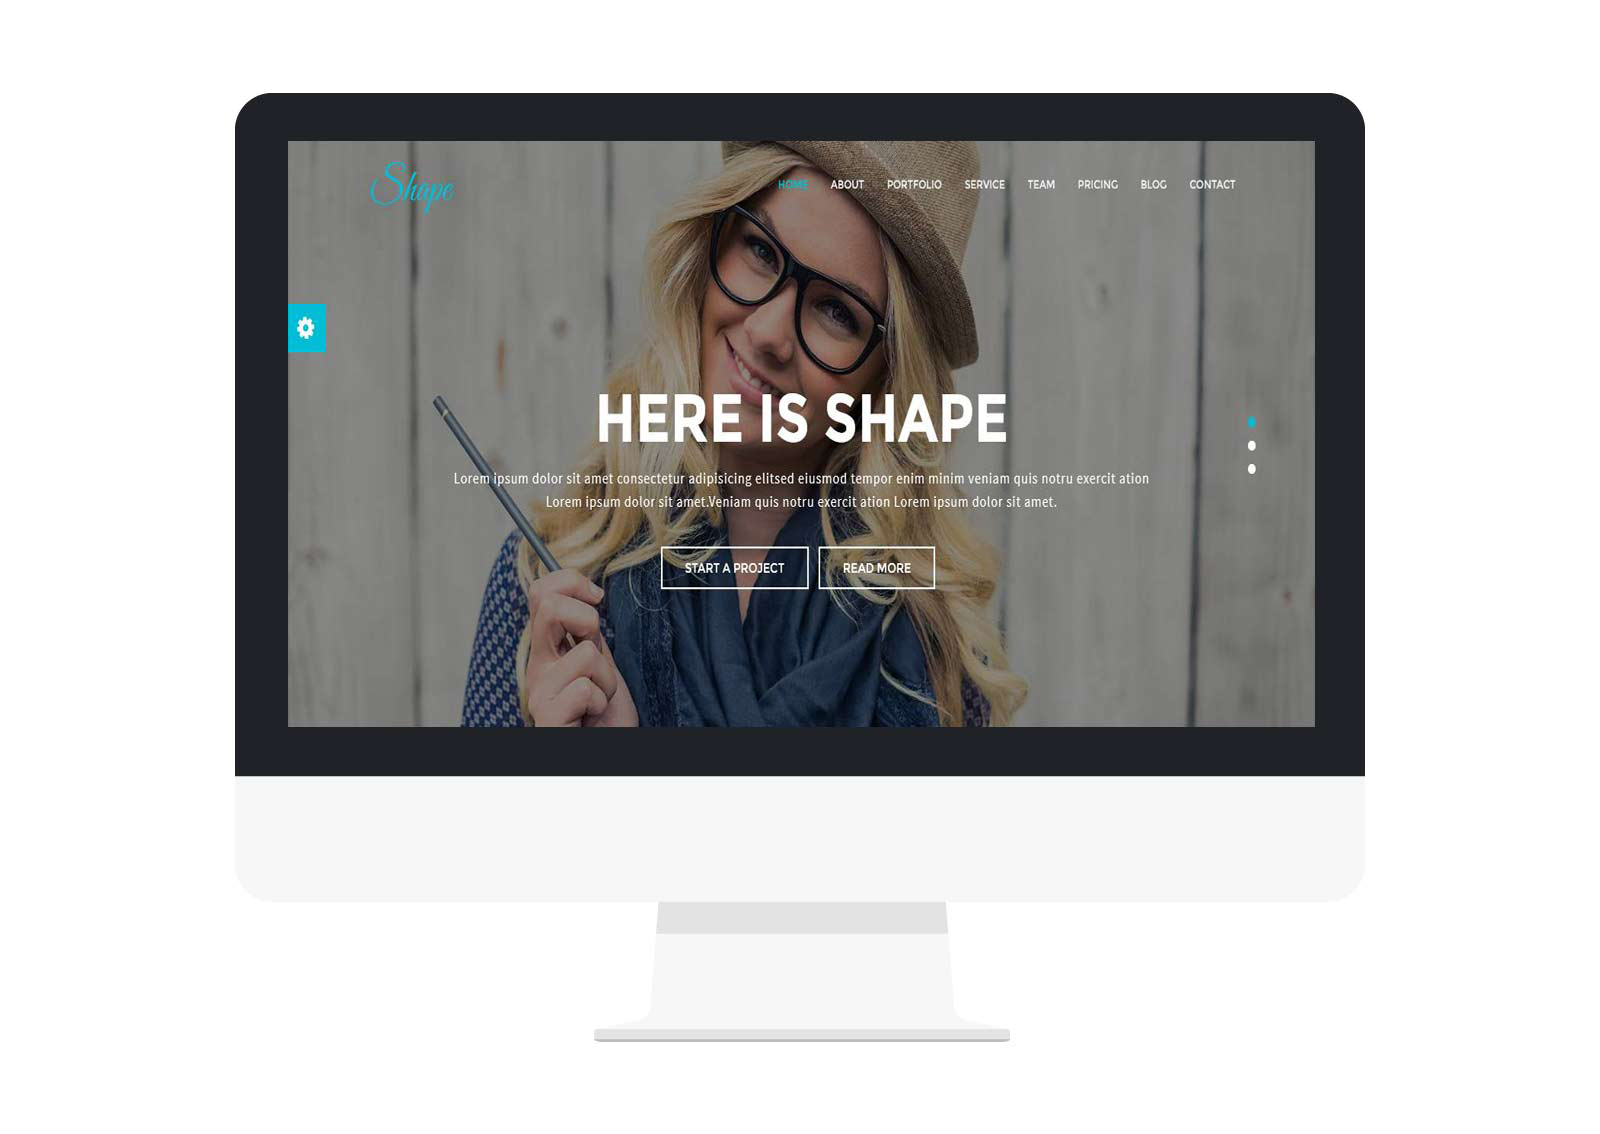 Shape
HOME ABOUT PORTFOLIO SERVICE TEAM PRICING BLOG CONTACT
HERE IS SHAPE
Lorem ipsum dolor sit amet consectetur adipisicing elitsed eiusmod tempor enim minim veniam quis notru exercit ation
Lorem ipsum dolor sit amet.Veniam quis notru exercit ation Lorem ipsum dolor sit amet.
START A PROJECT READ MORE